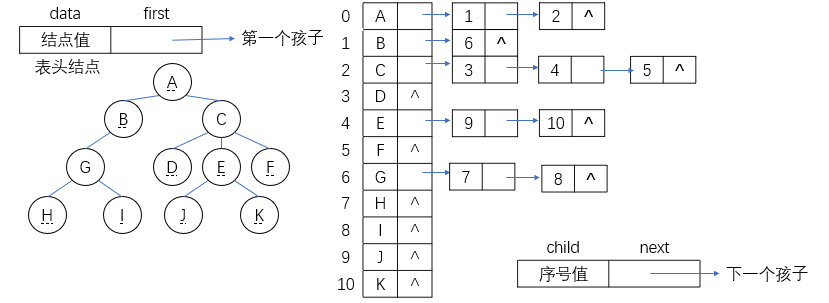 data first
结点值
第一个孩子
表头结点
A
B C
G D E F
H I J K
0 A 1 2 ^
1 B 6 ^
2 C 3 4 5 ^
3 D ^
4 E 9 10 ^
5 F ^
6 G 7 8 ^
7 H ^
8 I ^
9 J ^
10 K ^
child next
序号值
下一个孩子